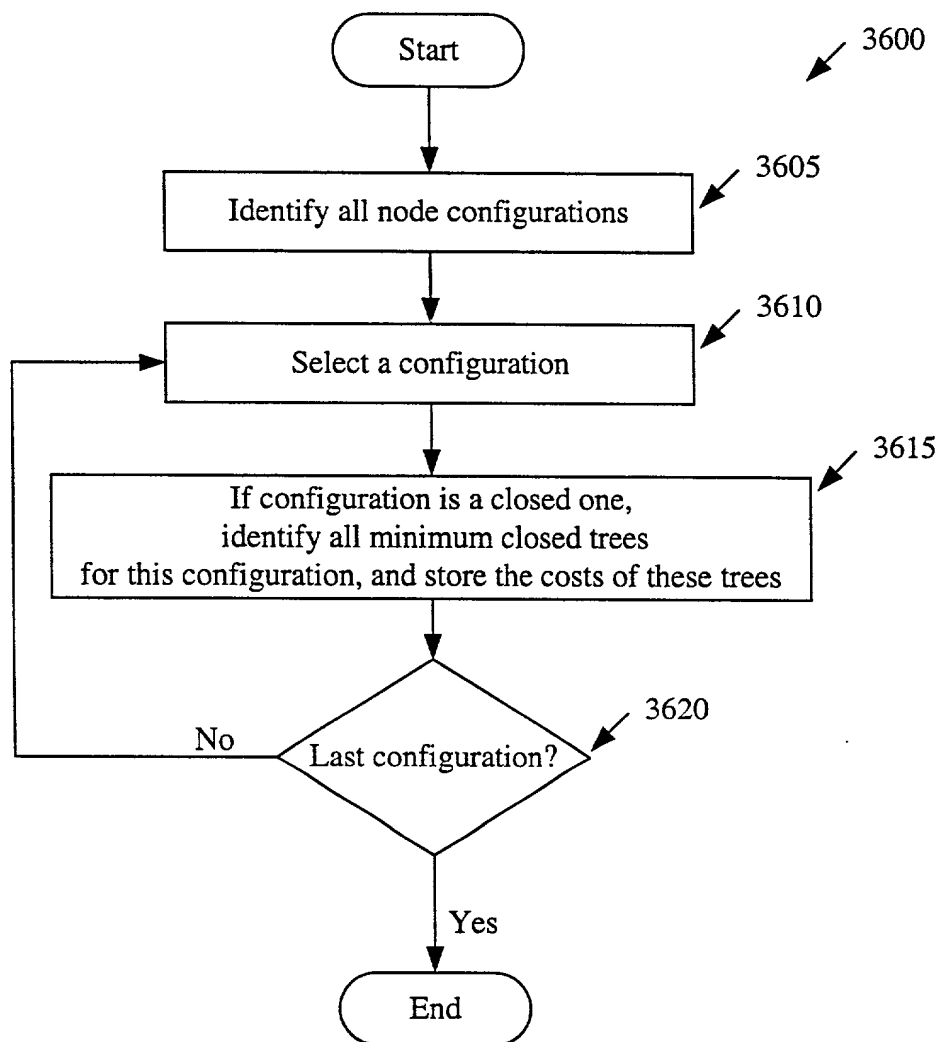 Start
3600
3605
Identify all node configurations
3610
Select a configuration
3615
If configuration is a closed one,
identify all minimum closed trees
for this configuration, and store the costs of these trees
3620
No
Last configuration?
Yes
End